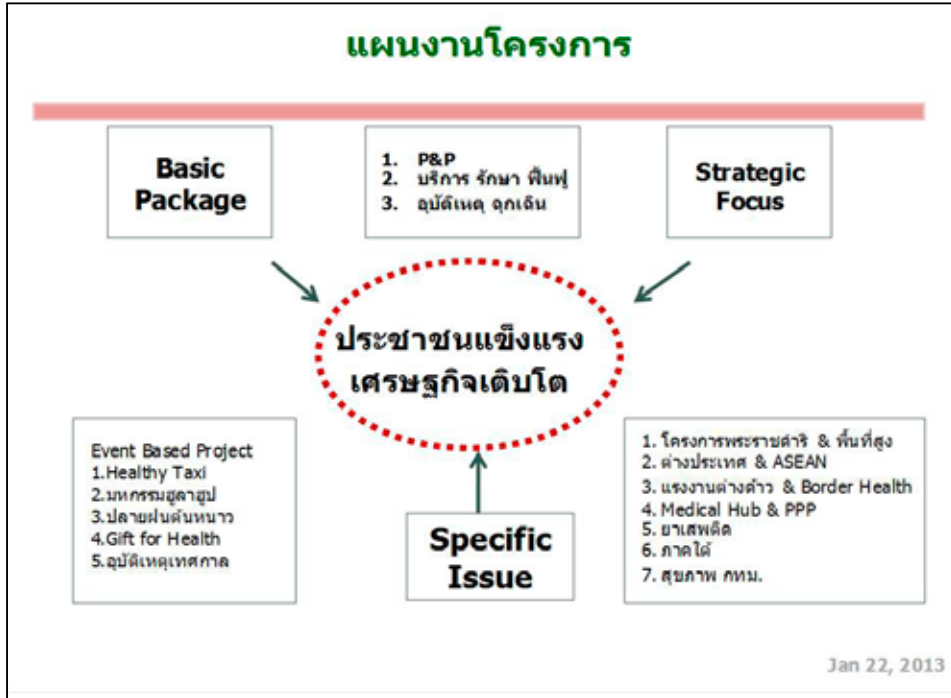 แผนงานโครงการ
Basic
Package
1. P&P
2. บริการ รักษา ฟื้นฟู
3. อุบัติเหตุ ฉุกเฉิน
Strategic
Focus
ประชาชนแข็งแรง
เศรษฐกิจเติบโต
Event Based Project
1.Healthy Taxi
2.มหกรรมฮูลาฮูป
3.ปลายฝนต้นหนาว
4.Gift for Health
5.อุบัติเหตุเทศกาล
Specific
Issue
1. โครงการพระราชดำริ & พื้นที่สูง
2. ต่างประเทศ & ASEAN
3. แรงงานต่างด้าว & Border Health
4. Medical Hub & PPP
5. ยาเสพติด
6. ภาคใต้
7. สุขภาพ กทม.
Jan 22, 2013